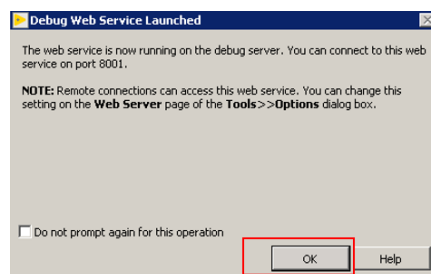 Debug Web Service Launched
The web service is now running on the debug server. You can connect to this web
service on port 8001.
NOTE: Remote connections can access this web service. You can change this
setting on the Web Server page of the Tools>>Options dialog
box.
Do not prompt again for this operation
OK Help